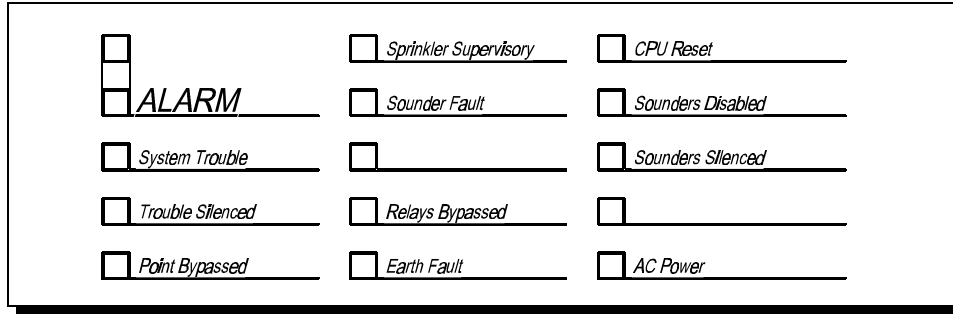 ALARM
System Trouble
Trouble Silenced
Point Bypassed
Sprinkler Supervisory
Sounder Fault
Relays Bypassed
Earth Fault
CPU Reset
Sounders Disabled
Sounders Silenced
AC Power